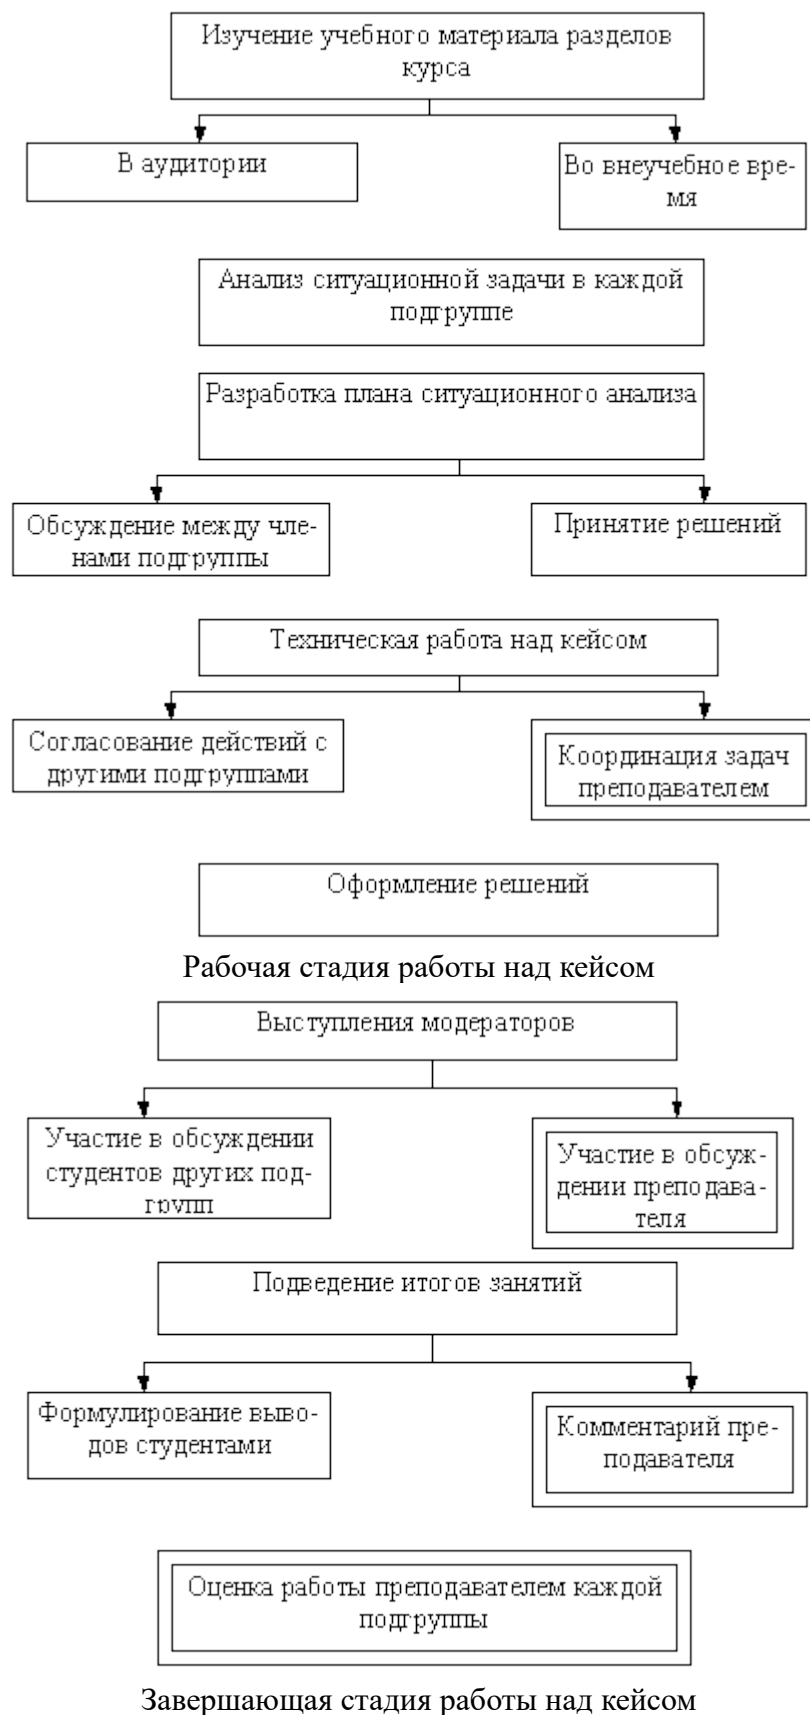 Изучение учебного материала разделов
курса
В аудитории
Во внеучебное вре-
мя
Анализ ситуационной задачи в каждой
подгруппе
Разработка плана ситуационного анализа
Обсуждение между чле-
нами подгруппы
Принятие решений
Техническая работа над кейсом
Согласование действий с
другими подгруппами
Координация задач
преподавателем
Оформление решений
Рабочая стадия работы над кейсом
Выступления модераторов
Участие в обсуждении
студентов других под-
групп
Участие в обсуж-
дении преподава-
теля
Подведение итогов занятий
Формулирование выво-
дов студентами
Комментарий пре-
подавателя
Оценка работы преподавателем каждой
подгруппы
Завершающая стадия работы над кейсом